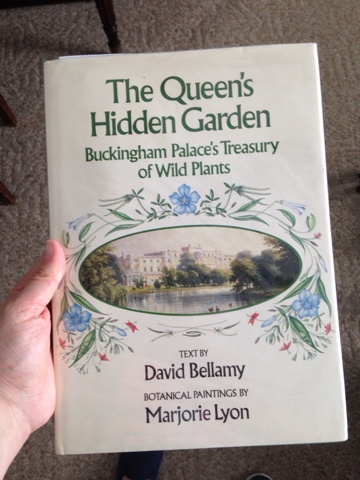 The Queen's
Hidden Garden
Buckingham Palace's Treasury
of Wild Plants
TEXT BY
David Bellamy
BOTANICAL PAINTINGS BY
Marjorie Lyon